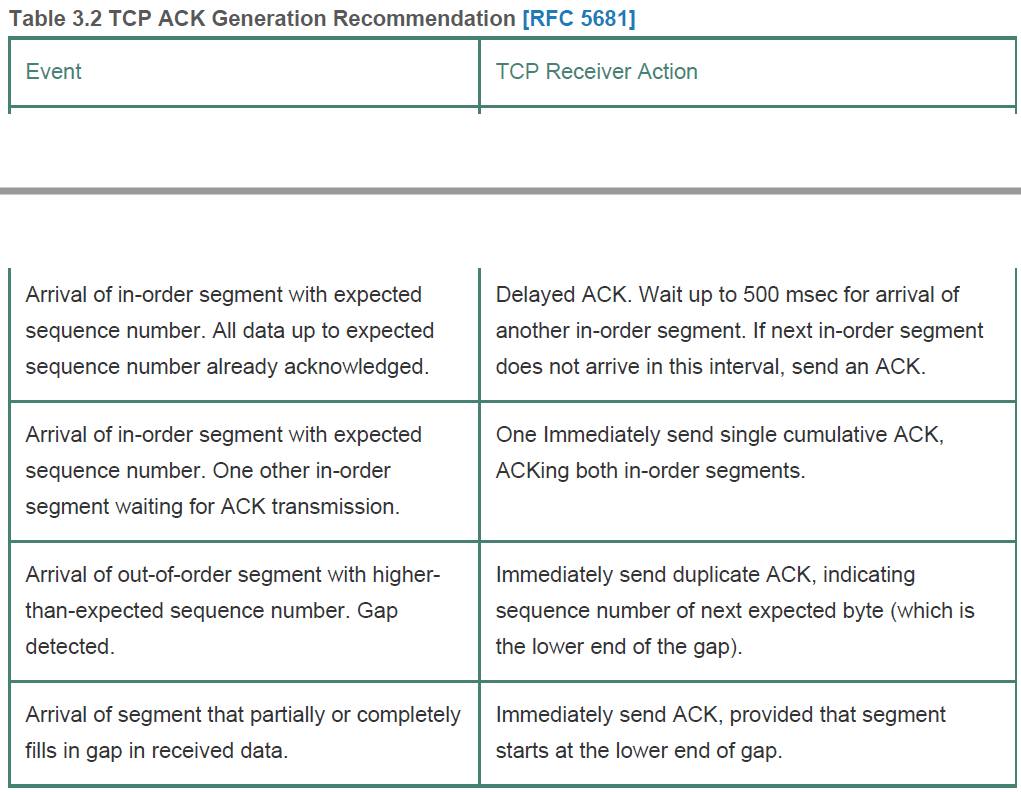 Table 3.2 TCP ACK Generation Recommendation [RFC 5681]
Event
TCP Receiver Action
Arrival of in-order segment with expected
sequence number. All data up to expected
sequence number already acknowledged.
Delayed ACK. Wait up to 500 msec for arrival of
another in-order segment. If next in-order segment
does not arrive in this interval, send an ACK.
Arrival of in-order segment with expected
sequence number. One other in-order
segment waiting for ACK transmission.
One Immediately send single cumulative ACK,
ACKing both in-order segments.
Arrival of out-of-order segment with higher-
than-expected sequence number. Gap
detected.
Immediately send duplicate ACK, indicating
sequence number of next expected byte (which is
the lower end of the gap).
Arrival of segment that partially or completely
fills in gap in received data.
Immediately send ACK, provided that segment
starts at the lower end of gap.